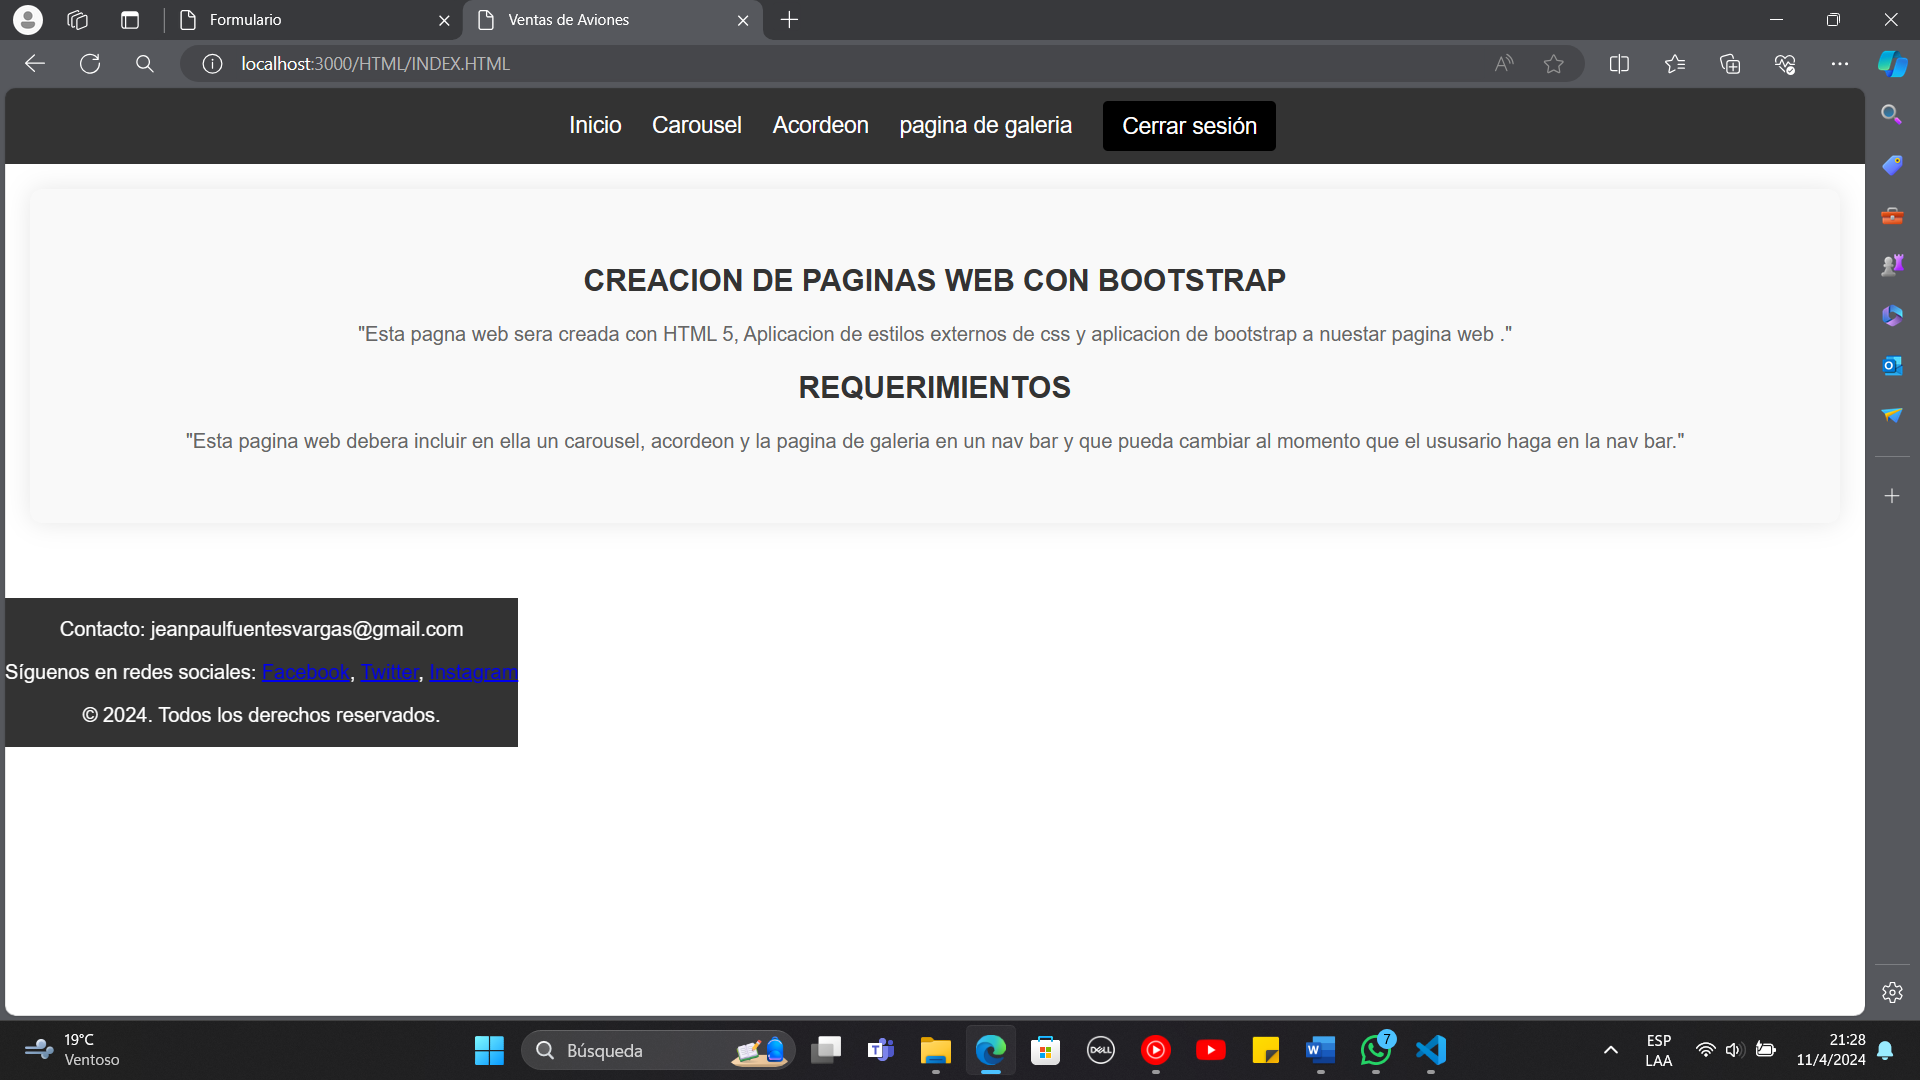 Formulario
Ventas de Aviones
localhost:3000/HTML/INDEX.HTML
Inicio Carousel Acordeon pagina de galeria Cerrar sesión
CREACION DE PAGINAS WEB CON BOOTSTRAP
"Esta pagna web sera creada con HTML 5, Aplicacion de estilos externos de css y aplicacion de bootstrap a nuestar pagina web ."
REQUERIMIENTOS
"Esta pagina web debera incluir en ella un carousel, acordeon y la pagina de galeria en un nav bar y que pueda cambiar al momento que el ususario haga en la nav bar."
Contacto: jeanpaulfuentesvargas@gmail.com
Síguenos en redes sociales: Facebook, Twitter, Instagram
© 2024. Todos los derechos reservados.
19°C
Ventoso
Búsqueda
DELL
7
ESP
LAA
21:28
11/4/2024